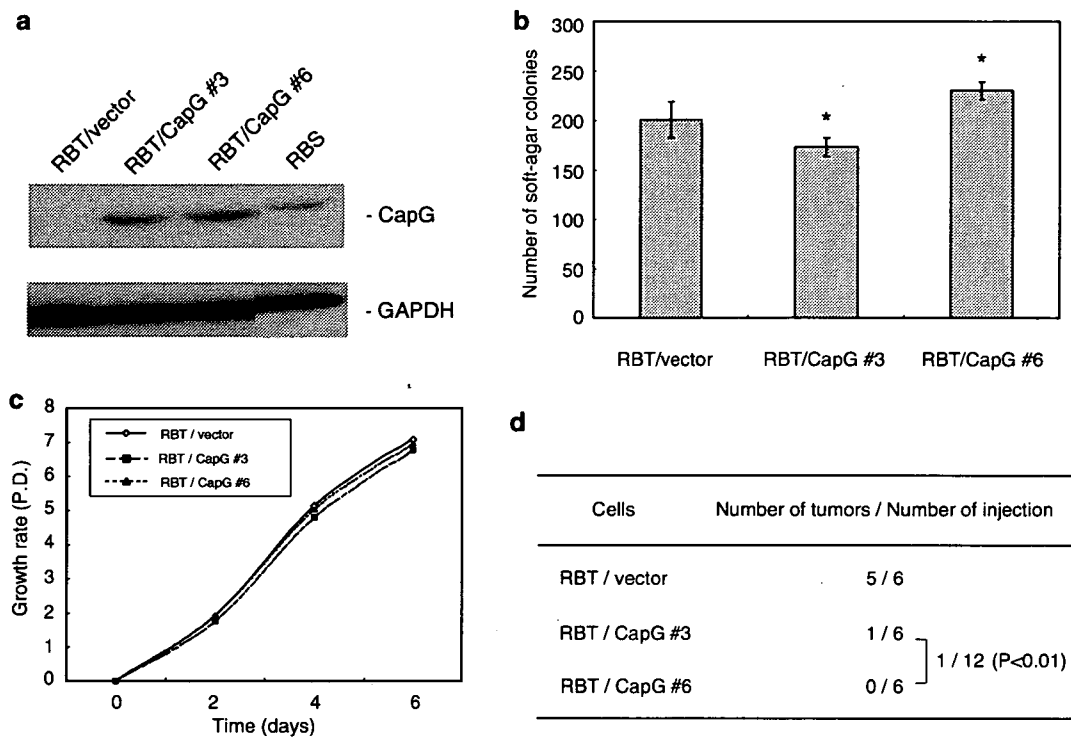 a
RBT/vector
RBT/CapG #3
RBT/CapG #6
RBS
- CapG
- GAPDH
b
Number of soft-agar colonies
300
250
200
150
100
50
0
*
*
RBT/vector
RBT/CapG #3
RBT/CapG #6
c
Growth rate (P.D.)
8
7
6
5
4
3
2
1
0
RBT / vector
RBT / CapG #3
RBT / CapG #6
0
2
4
6
Time (days)
d
Cells Number of tumors / Number of injection
RBT / vector 5 / 6
RBT / CapG #3 1 / 6
1 / 12 (P<0.01)
RBT / CapG #6 0 / 6